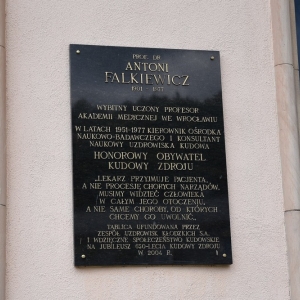 PROF. DR
ANTONI
FALKIEWICZ
1901 - 1977
WYBITNY UCZONY PROFESOR
AKADEMII MEDYCZNEJ WE WROCŁAWIU
W LATACH 1951-1977 KIEROWNIK OŚRODKA
NAUKOWO-BADAWCZEGO I KONSULTANT
NAUKOWY UZDROWISKA KUDOWA
HONOROWY OBYWATEL
KUDOWY ZDROJU
„LEKARZ PRZYJMUJE PACJENTA,
A NIE PROCESJĘ CHORYCH NARZĄDÓW.
MUSIMY WIDZIEĆ CZŁOWIEKA
W CAŁYM JEGO OTOCZENIU,
A NIE SAME CHOROBY, OD KTÓRYCH
CHCEMY GO UWOLNIĆ„
TABLICA UFUNDOWANA PRZEZ
ZESPÓŁ UZDROWISK KŁODZKICH S.A.
I WDZIĘCZNE SPOŁECZEŃSTWO KUDOWSKIE
NA JUBILEUSZ 650-LECIA KUDOWY ZDROJU
W 2004 R.